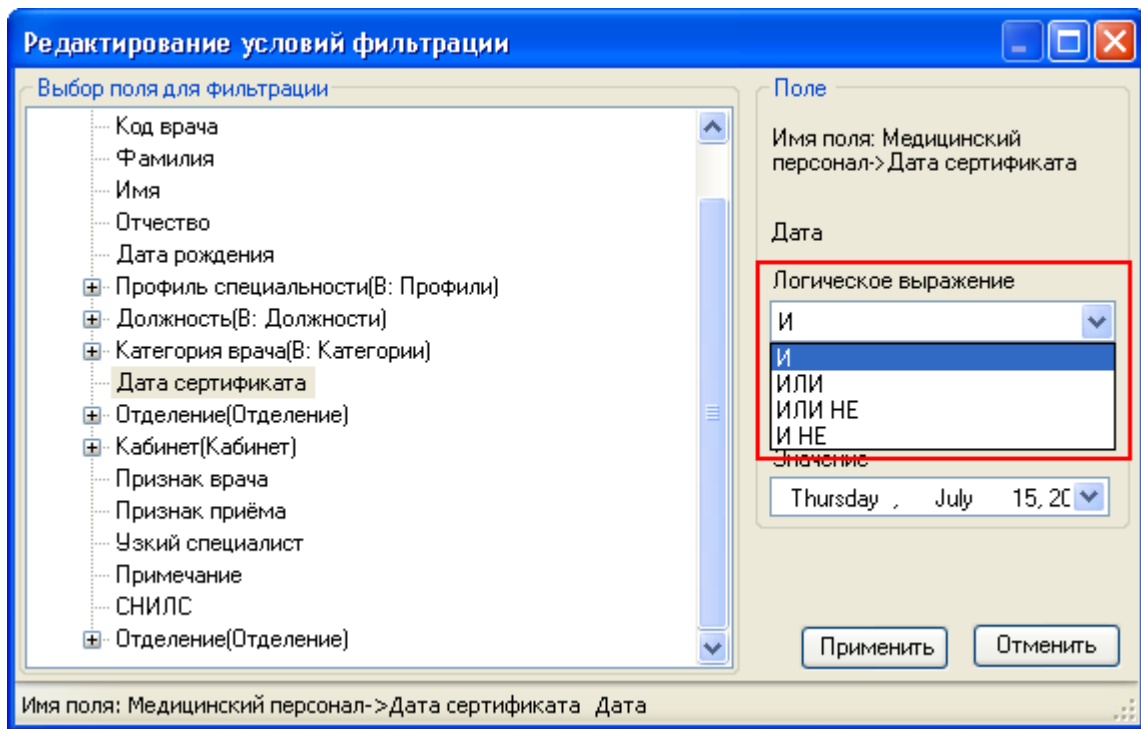 Редактирование условий фильтрации
Выбор поля для фильтрации
Код врача
Фамилия
Имя
Отчество
Дата рождения
Профиль специальности(В: Профили)
Должность(В: Должности)
Категория врача(В: Категории)
Дата сертификата
Отделение(Отделение)
Кабинет(Кабинет)
Признак врача
Признак приёма
Узкий специалист
Примечание
СНИЛС
Отделение(Отделение)
Поле
Имя поля: Медицинский
персонал->Дата сертификата
Дата
Логическое выражение
И
И
ИЛИ
ИЛИ НЕ
И НЕ
Значение
Thursday , July 15, 20
Применить
Отменить
Имя поля: Медицинский персонал->Дата сертификата Дата